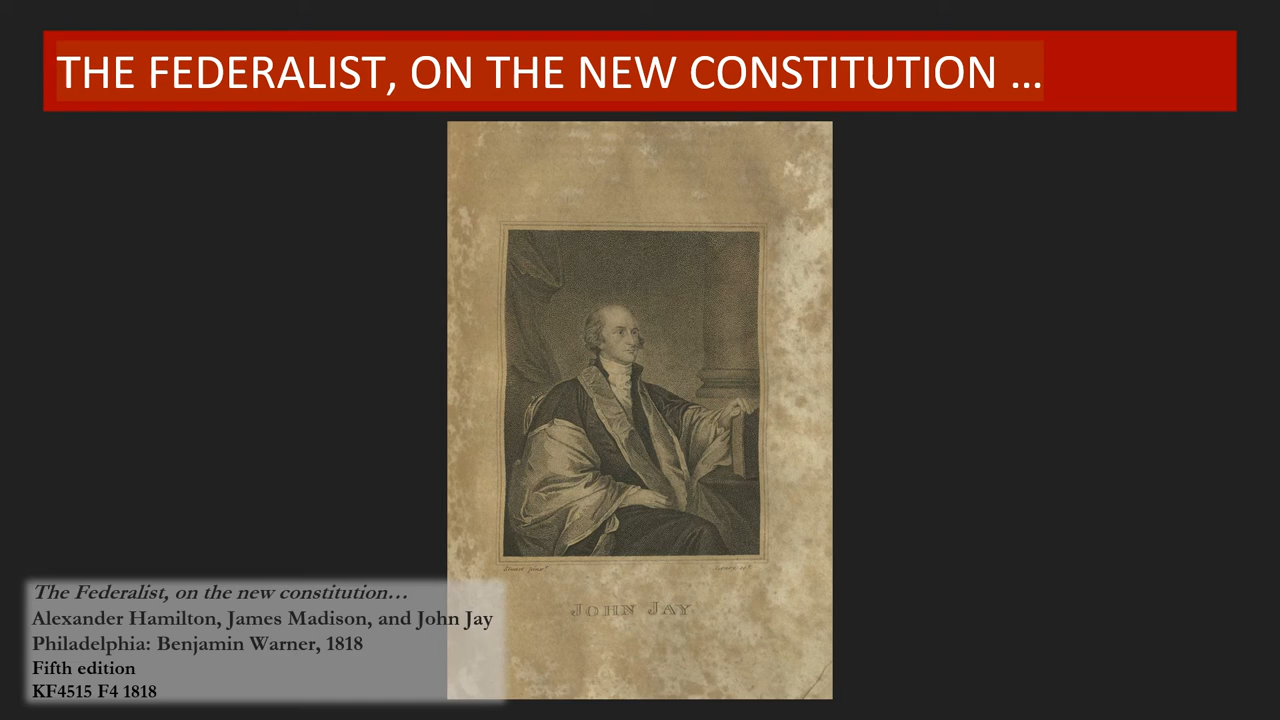 THE FEDERALIST, ON THE NEW CONSTITUTION ...
JOHN JAY
The Federalist, on the new constitution…
Alexander Hamilton, James Madison, and John Jay
Philadelphia: Benjamin Warner, 1818
Fifth edition
KF4515 F4 1818